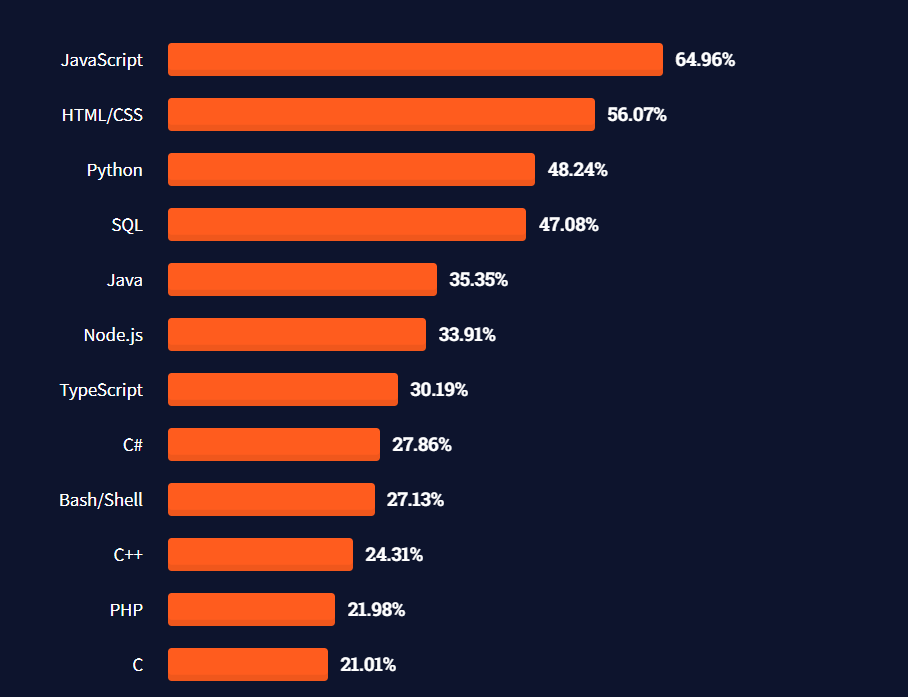 JavaScript 64.96%
HTML/CSS 56.07%
Python 48.24%
SQL 47.08%
Java 35.35%
Node.js 33.91%
TypeScript 30.19%
C# 27.86%
Bash/Shell 27.13%
C++ 24.31%
PHP 21.98%
C 21.01%